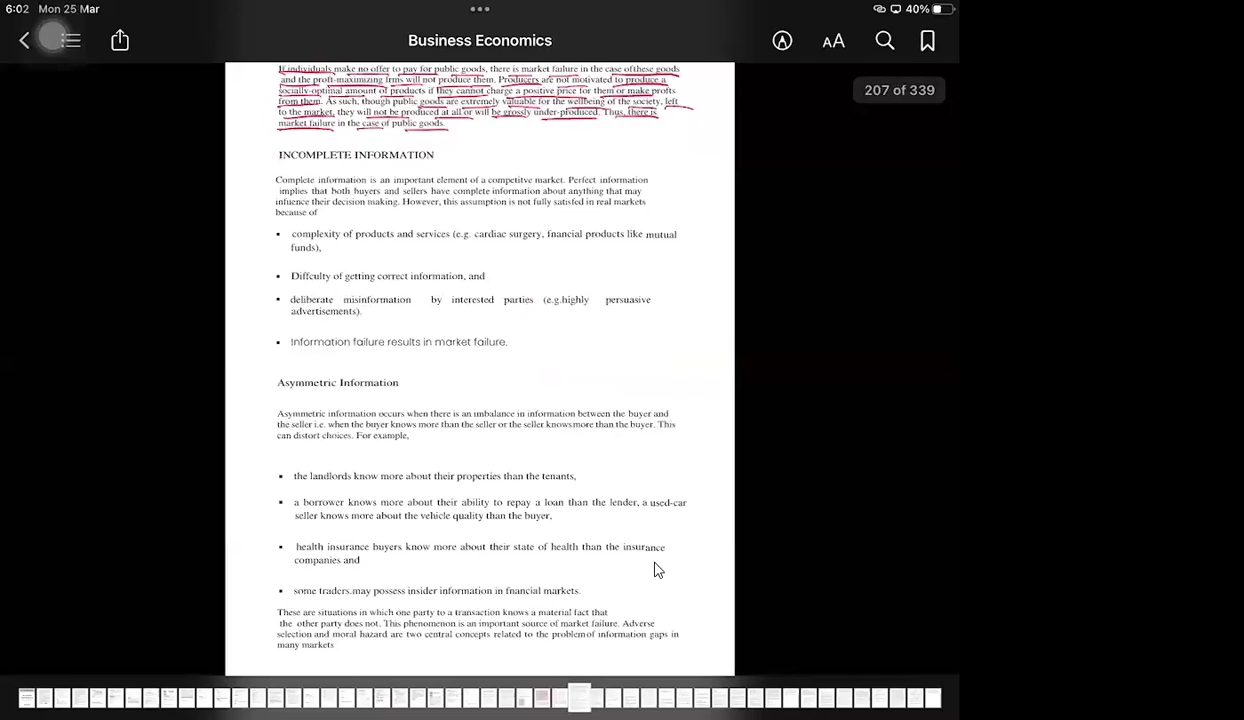 6:02 Mon 25 Mar
40%
Business Economics
AA
207 of 339
If individuals make no offer to pay for public goods, there is market failure in the case of these goods
and the proft-maximizing frms will not produce them. Producers are not motivated to produce a
socially-optimal amount of products if they cannot charge a positive price for them or make profts
from them. As such, though public goods are extremely valuable for the wellbeing of the society, left
to the market, they will not be produced at all or will be grossly under-produced. Thus, there is
market failure in the case of public goods.
INCOMPLETE INFORMATION
Complete information is an important element of a competitve market. Perfect information
implies that both buyers and sellers have complete information about anything that may
infuence their decision making. However, this assumption is not fully satisfied in real markets
because of
▪ complexity of products and services (e.g. cardiac surgery, fnancial products like mutual
funds),
▪ Diffculty of getting correct information, and
▪ deliberate misinformation by interested parties (e.g.highly persuasive
advertisements).
▪ Information failure results in market failure.
Asymmetric Information
Asymmetric information occurs when there is an imbalance in information between the buyer and
the seller i.e. when the buyer knows more than the seller or the seller knows more than the buyer. This
can distort choices. For example,
▪ the landlords know more about their properties than the tenants,
▪ a borrower knows more about their ability to repay a loan than the lender, a used-car
seller knows more about the vehicle quality than the buyer,
▪ health insurance buyers know more about their state of health than the insurance
companies and
▪ some traders.may possess insider information in fnancial markets.
These are situations in which one party to a transaction knows a material fact that
the other party does not. This phenomenon is an important source of market failure. Adverse
selection and moral hazard are two central concepts related to the problem of information gaps in
many markets